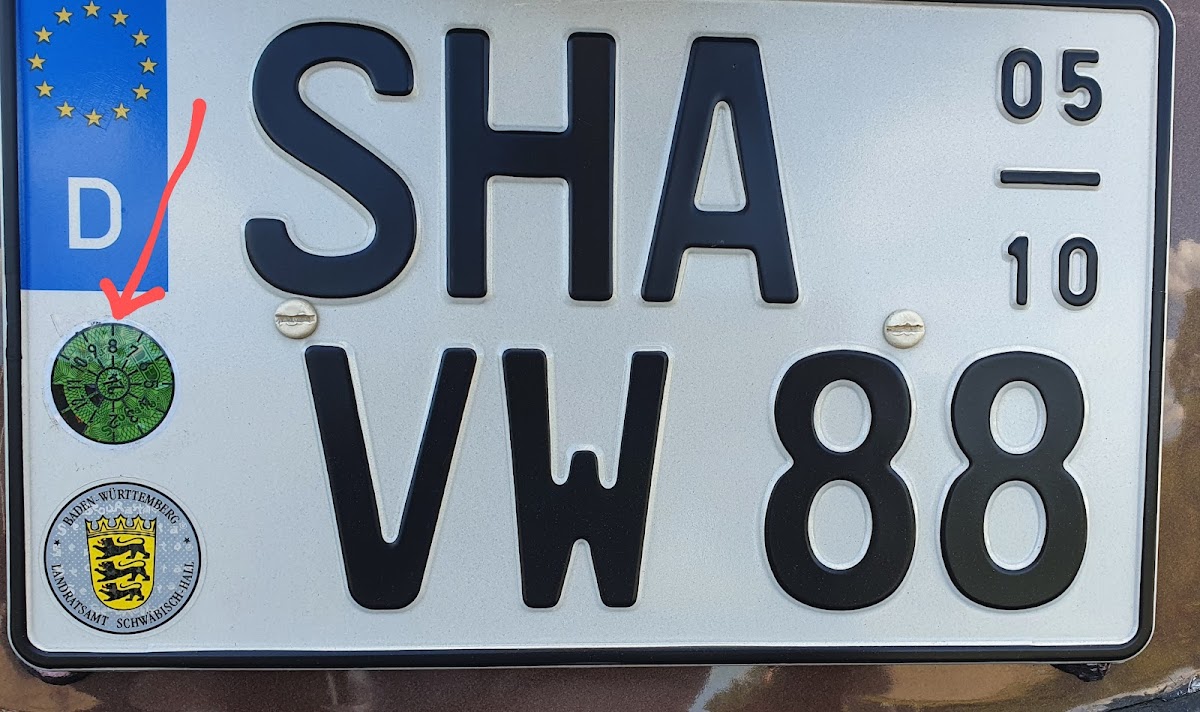 SHA
05
10
D
VW 88
BADEN-WÜRTTEMBERG
LANDRATSAMT SCHWÄBISCH-HALL